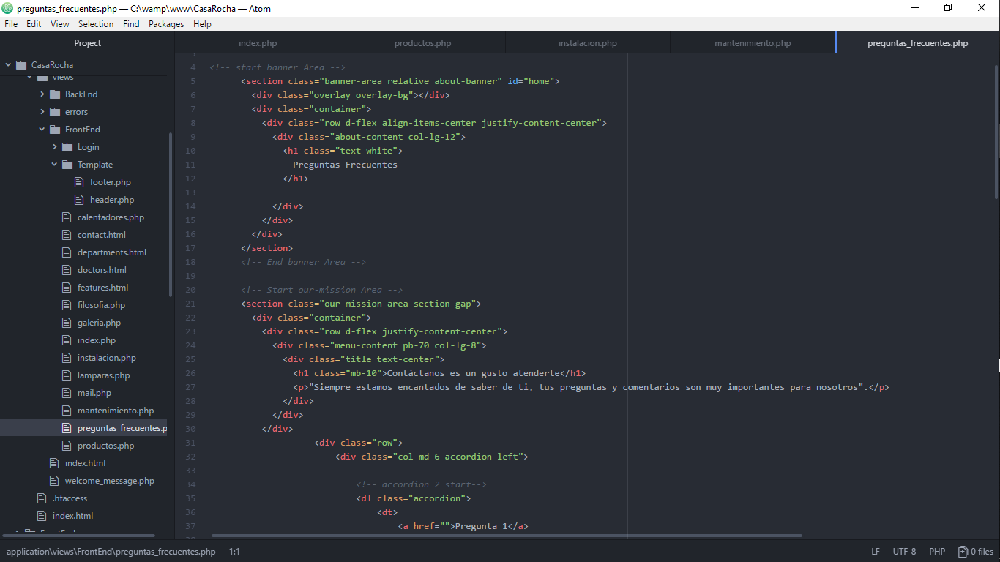 preguntas_frecuentes.php — C:\wamp\www\CasaRocha — Atom
File Edit View Selection Find Packages Help
Project
CasaRocha
views
BackEnd
errors
FrontEnd
Login
Template
footer.php
header.php
calentadores.php
contact.html
departments.html
doctors.html
features.html
filosofia.php
galeria.php
index.php
instalacion.php
lamparas.php
mail.php
mantenimiento.php
preguntas_frecuentes.p
productos.php
index.html
welcome_message.php
.htaccess
index.html
index.php productos.php instalacion.php mantenimiento.php preguntas_frecuentes.php
3
4 <!-- start banner Area -->
5 <section class="banner-area relative about-banner" id="home">
6 <div class="overlay overlay-bg"></div>
7 <div class="container">
8 <div class="row d-flex align-items-center justify-content-center">
9 <div class="about-content col-lg-12">
10 <h1 class="text-white">
11 Preguntas Frecuentes
12 </h1>
13
14 </div>
15 </div>
16 </div>
17 </section>
18 <!-- End banner Area -->
19
20 <!-- Start our-mission Area -->
21 <section class="our-mission-area section-gap">
22 <div class="container">
23 <div class="row d-flex justify-content-center">
24 <div class="menu-content pb-70 col-lg-8">
25 <div class="title text-center">
26 <h1 class="mb-10">Contáctanos es un gusto atenderte</h1>
27 <p>"Siempre estamos encantados de saber de ti, tus preguntas y comentarios son muy importantes para nosotros".</p>
28 </div>
29 </div>
30 </div>
31 <div class="row">
32 <div class="col-md-6 accordion-left">
33
34 <!-- accordion 2 start-->
35 <dl class="accordion">
36 <dt>
37 <a href="">Pregunta 1</a>
application\views\FrontEnd\preguntas_frecuentes.php 1:1 LF UTF-8 PHP 0 files